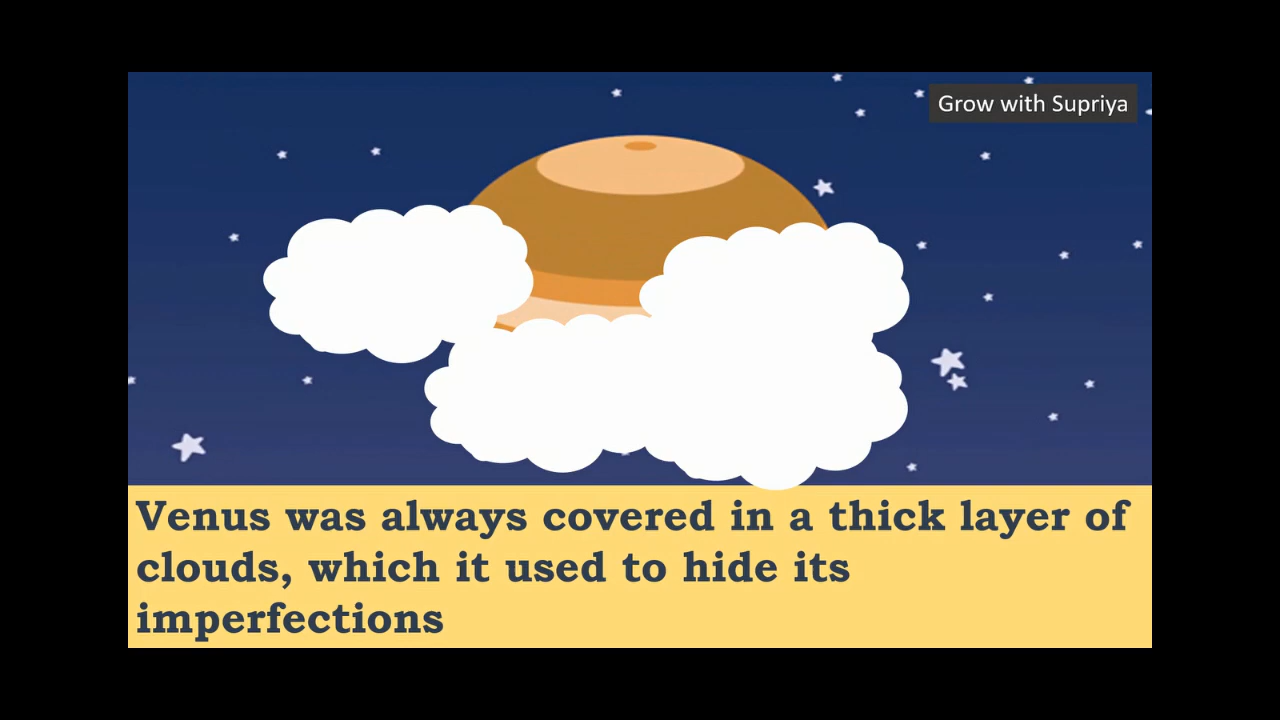 Grow with Supriya
Venus was always covered in a thick layer of
clouds, which it used to hide its
imperfections